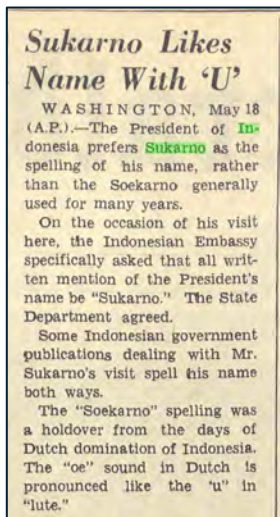 Sukarno Likes
Name With ‘U’
WASHINGTON, May 18
(A.P.).—The President of In-
donesia prefers Sukarno as the
spelling of his name, rather
than the Soekarno generally
used for many years.
On the occasion of his visit
here, the Indonesian Embassy
specifically asked that all writ-
ten mention of the President's
name be "Sukarno." The State
Department agreed.
Some Indonesian government
publications dealing with Mr.
Sukarno's visit spell his name
both ways.
The "Soekarno" spelling was
a holdover from the days of
Dutch domination of Indonesia.
The "oe" sound in Dutch is
pronounced like the 'u" in
"lute."